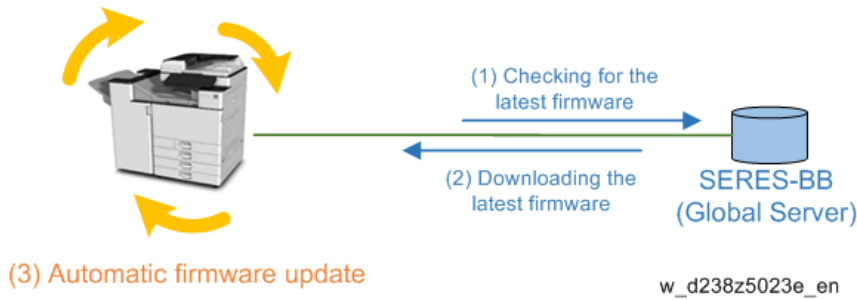 (1) Checking for the
latest firmware
(2) Downloading the
latest firmware
SERES-BB
(Global Server)
(3) Automatic firmware update
w_d238z5023e_en